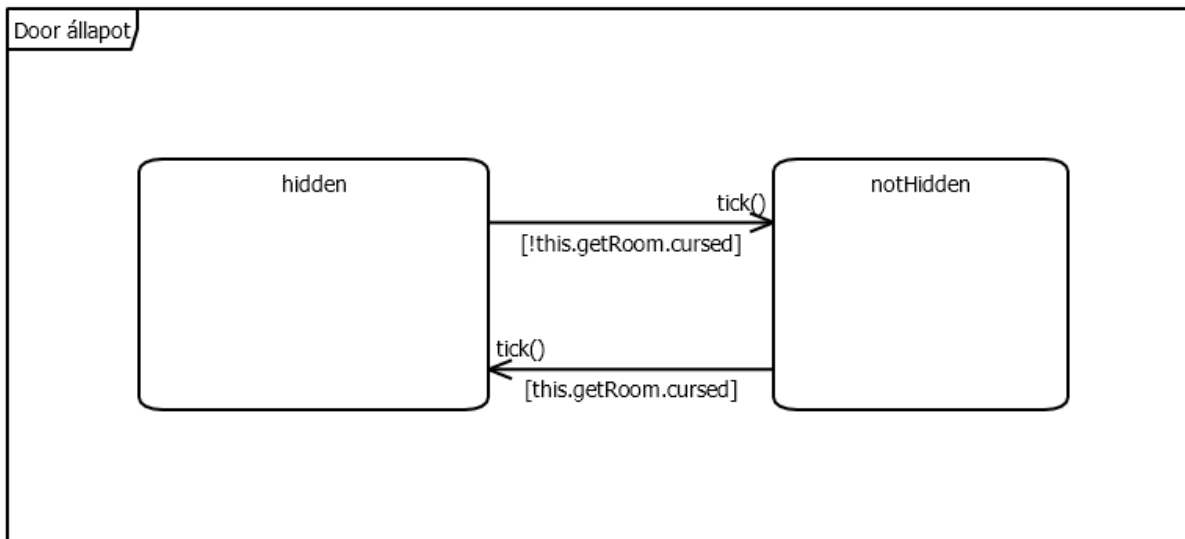 Door állapot
hidden
notHidden
tick()
[!this.getRoom.cursed]
tick()
[this.getRoom.cursed]